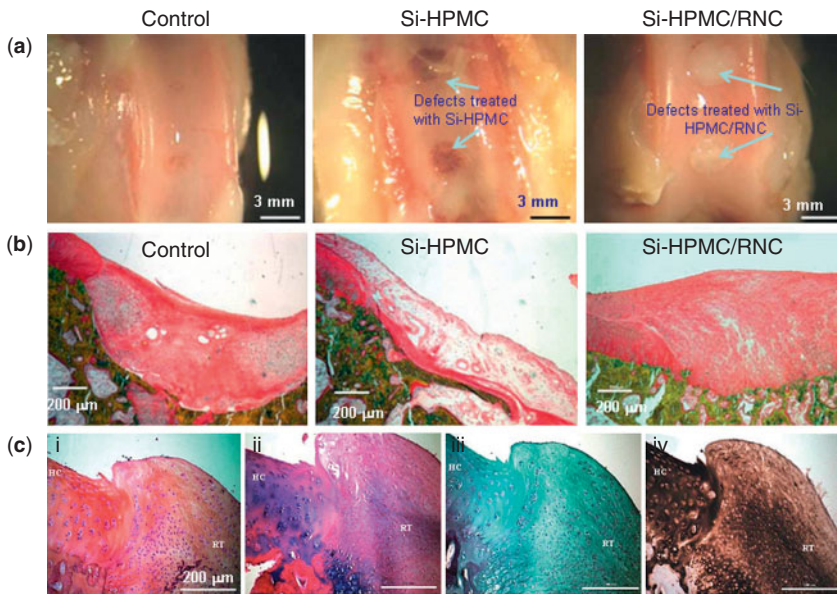 Control
Si-HPMC
Si-HPMC/RNC
(a)
Defects treated
with Si-HPMC
Defects treated with Si-
HPMC/RNC
3 mm
3 mm
3 mm
(b)
Control
Si-HPMC
Si-HPMC/RNC
200 μm
200 μm
200 μm
(c)
i
ii
iii
iv
HC
HC
HC
HC
RT
RT
RT
RT
200 μm